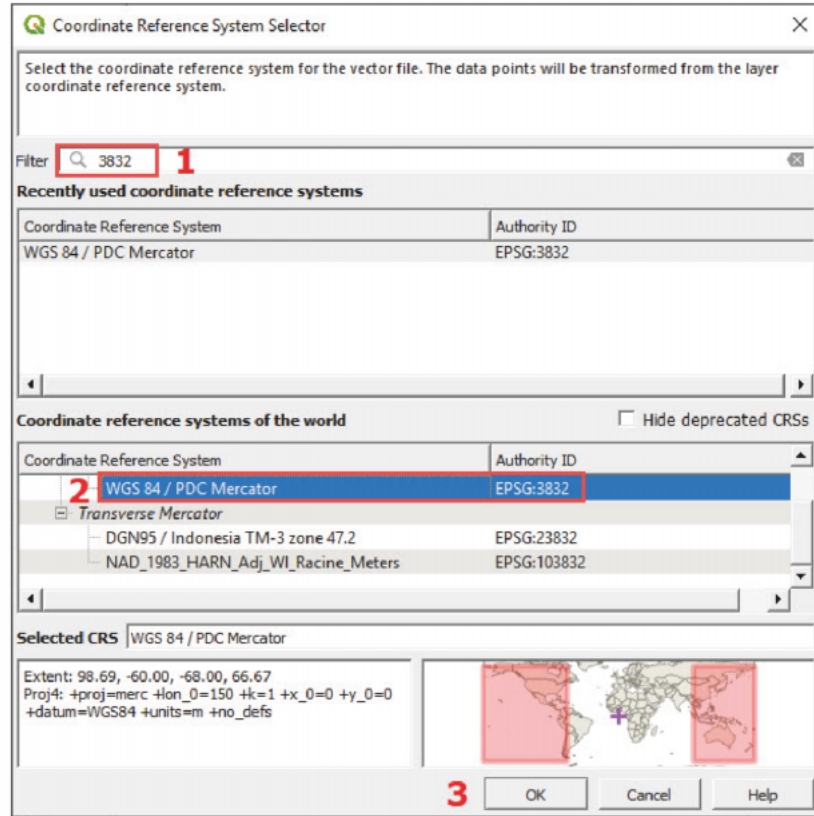 Coordinate Reference System Selector
Select the coordinate reference system for the vector file. The data points will be transformed from the layer
coordinate reference system.
Filter 3832 1
Recently used coordinate reference systems
Coordinate Reference System Authority ID
WGS 84 / PDC Mercator EPSG:3832
Coordinate reference systems of the world Hide deprecated CRSs
Coordinate Reference System Authority ID
2 WGS 84 / PDC Mercator EPSG:3832
Transverse Mercator
DGN95 / Indonesia TM-3 zone 47.2 EPSG:23832
NAD_1983_HARN_Adj_WI_Racine_Meters EPSG:103832
Selected CRS WGS 84 / PDC Mercator
Extent: 98.69, -60.00, -68.00, 66.67
Proj4: +proj=merc +lon_0=150 +k=1 +x_0=0 +y_0=0
+datum=WGS84 +units=m +no_defs
3 OK Cancel Help